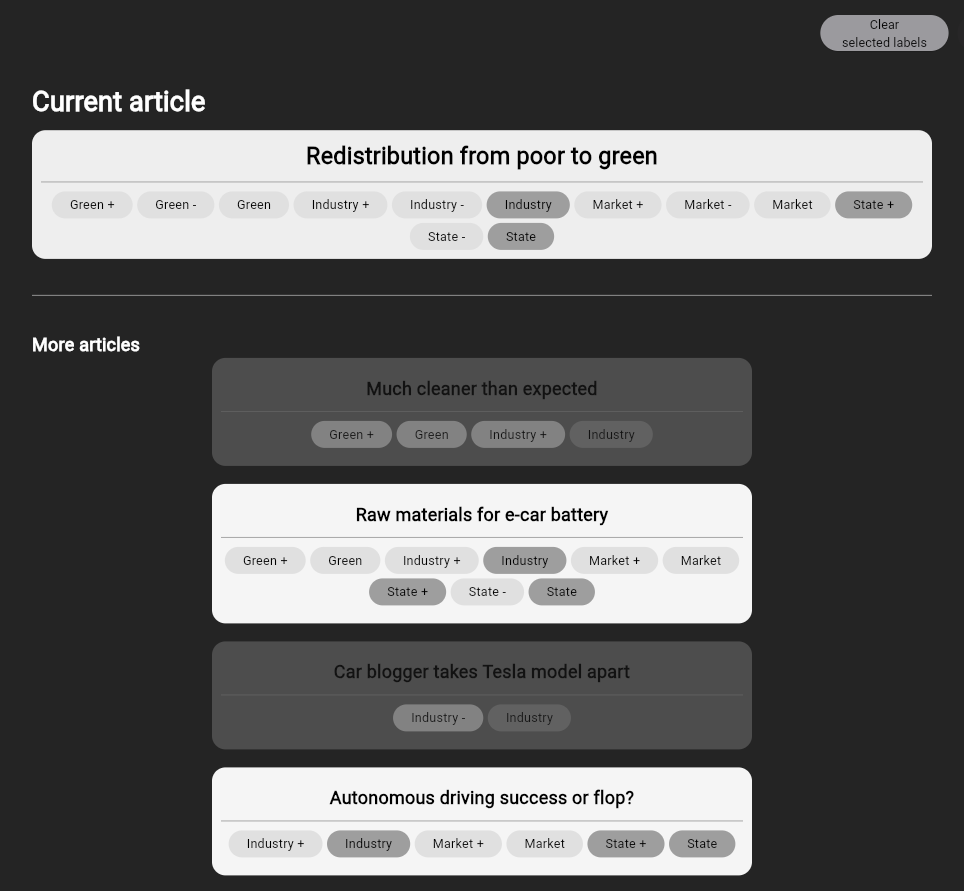 Clear
selected labels
Current article
Redistribution from poor to green
Green + Green - Green Industry + Industry - Industry Market + Market - Market State +
State - State
More articles
Much cleaner than expected
Green + Green Industry + Industry
Raw materials for e-car battery
Green + Green Industry + Industry Market + Market
State + State - State
Car blogger takes Tesla model apart
Industry - Industry
Autonomous driving success or flop?
Industry + Industry Market + Market State + State